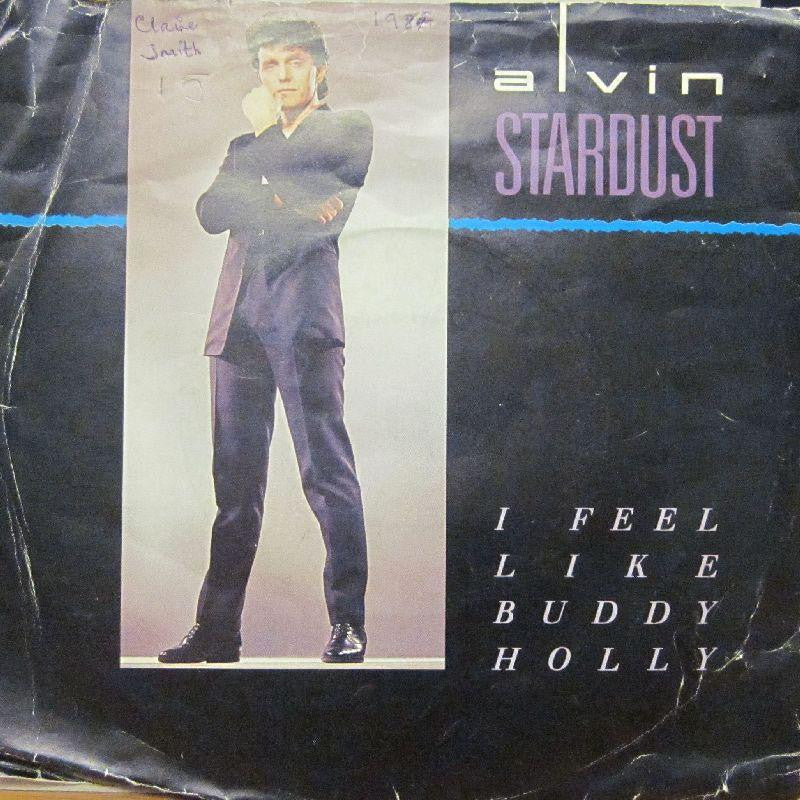 Claire
Smith
1984
alvin
STARDUST
I FEEL
LIKE
BUDDY
HOLLY